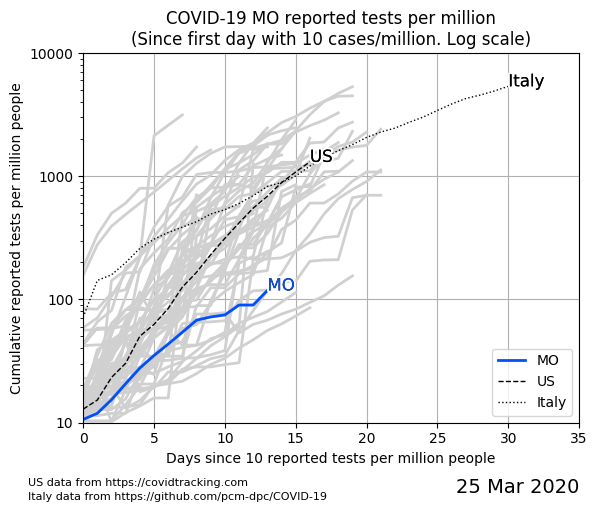 COVID-19 MO reported tests per million
(Since first day with 10 cases/million. Log scale)
Cumulative reported tests per million people
10000
1000
100
10
Italy
US
MO
MO
US
Italy
0 5 10 15 20 25 30 35
Days since 10 reported tests per million people
US data from https://covidtracking.com
Italy data from https://github.com/pcm-dpc/COVID-19
25 Mar 2020